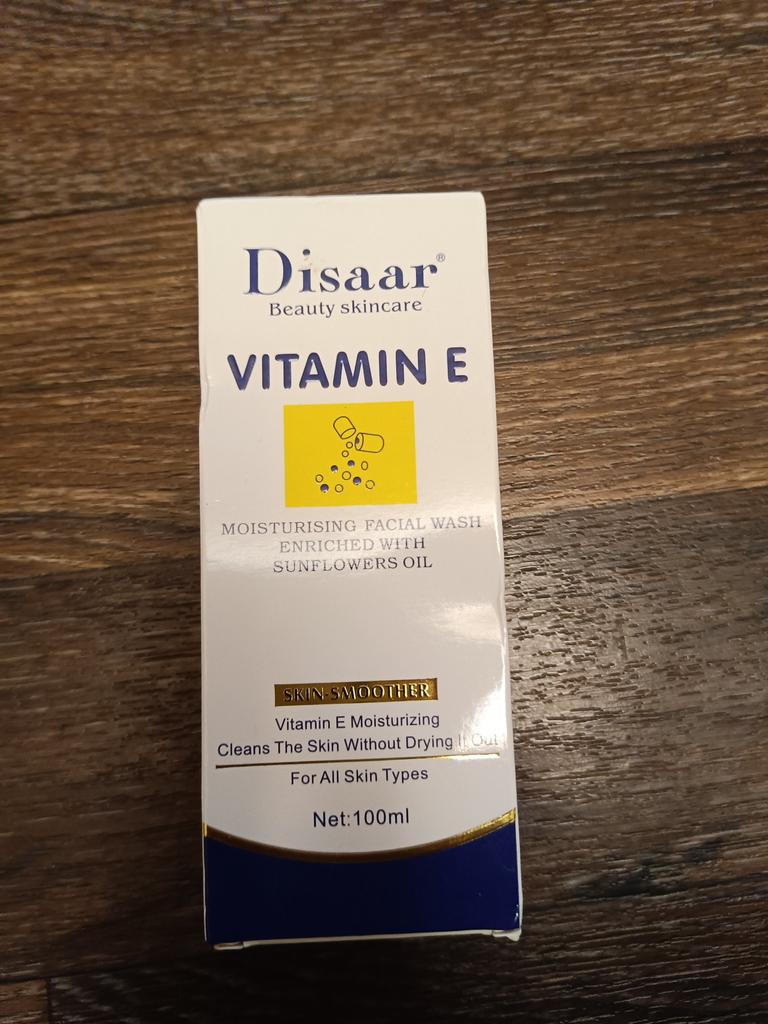 Disaar®
Beauty skincare
VITAMIN E
MOISTURISING FACIAL WASH
ENRICHED WITH
SUNFLOWERS OIL
SKIN-SMOOTHER
Vitamin E Moisturizing
Cleans The Skin Without Drying It Out
For All Skin Types
Net:100ml